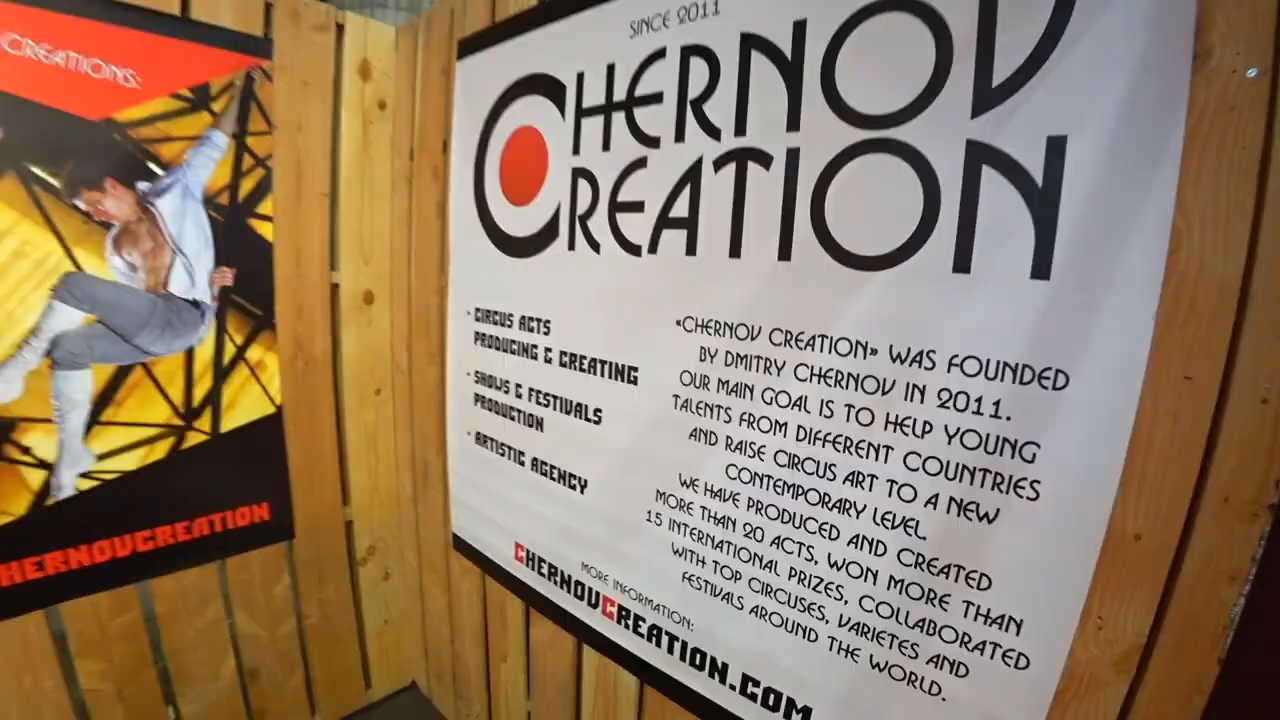 CREATIONS:
HERNOVCREATION
SINCE 2011
CHERNOV
CREATION
- CIRCUS ACTS
PRODUCING & CREATING
- SHOWS & FESTIVALS
PRODUCTION
- ARTISTIC AGENCY
«CHERNOV CREATION» WAS FOUNDED
BY DMITRY CHERNOV IN 2011.
OUR MAIN GOAL IS TO HELP YOUNG
TALENTS FROM DIFFERENT COUNTRIES
AND RAISE CIRCUS ART TO A NEW
CONTEMPORARY LEVEL.
WE HAVE PRODUCED AND CREATED
MORE THAN 20 ACTS, WON MORE THAN
15 INTERNATIONAL PRIZES, COLLABORATED
WITH TOP CIRCUSES, VARIETES AND
FESTIVALS AROUND THE WORLD.
MORE INFORMATION:
CHERNOVCREATION.COM